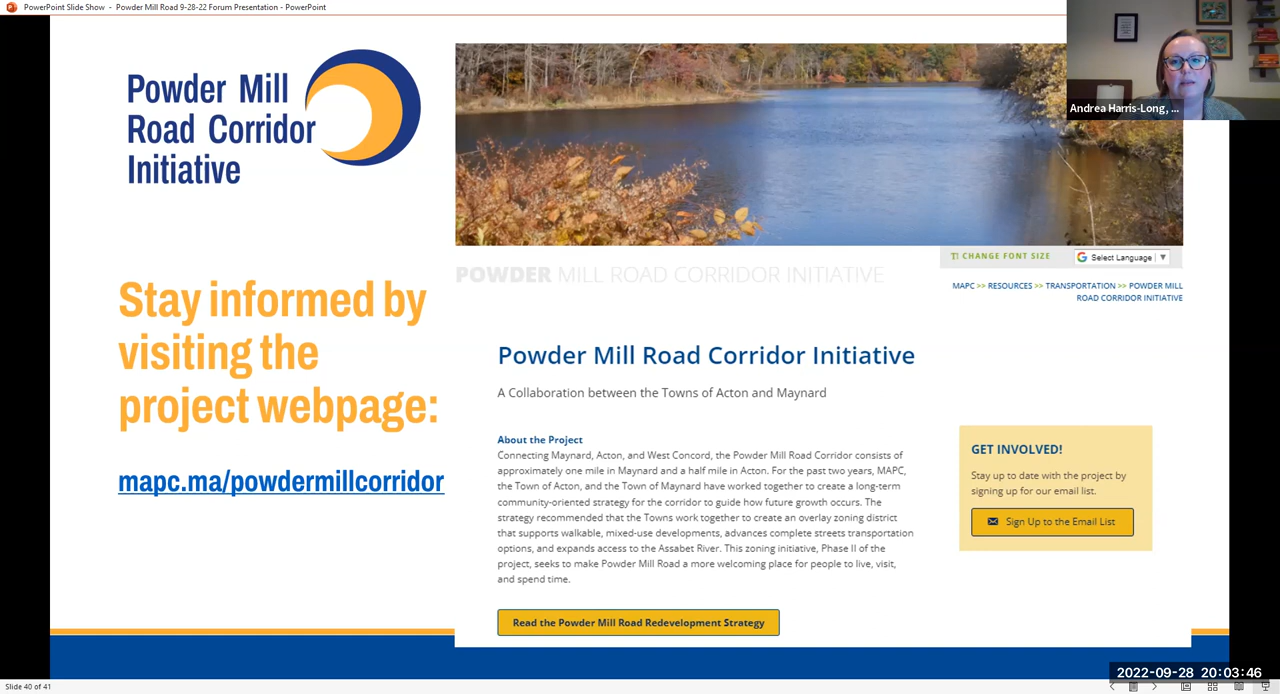 PowerPoint Slide Show - Powder Mill Road 9-28-22 Forum Presentation - PowerPoint
Andrea Harris-Long, ...
Powder Mill
Road Corridor
Initiative
Stay informed by
visiting the
project webpage:
mapc.ma/powdermillcorridor
CHANGE FONT SIZE
Select Language
POWDER MILL ROAD CORRIDOR INITIATIVE
MAPC >> RESOURCES >> TRANSPORTATION >> POWDER MILL
ROAD CORRIDOR INITIATIVE
Powder Mill Road Corridor Initiative
A Collaboration between the Towns of Acton and Maynard
About the Project
Connecting Maynard, Acton, and West Concord, the Powder Mill Road Corridor consists of
approximately one mile in Maynard and a half mile in Acton. For the past two years, MAPC,
the Town of Acton, and the Town of Maynard have worked together to create a long-term
community-oriented strategy for the corridor to guide how future growth occurs. The
strategy recommended that the Towns work together to create an overlay zoning district
that supports walkable, mixed-use developments, advances complete streets transportation
options, and expands access to the Assabet River. This zoning initiative, Phase II of the
project, seeks to make Powder Mill Road a more welcoming place for people to live, visit,
and spend time.
Read the Powder Mill Road Redevelopment Strategy
GET INVOLVED!
Stay up to date with the project by
signing up for our email list.
Sign Up to the Email List
2022-09-28 20:03:46
Slide 40 of 41